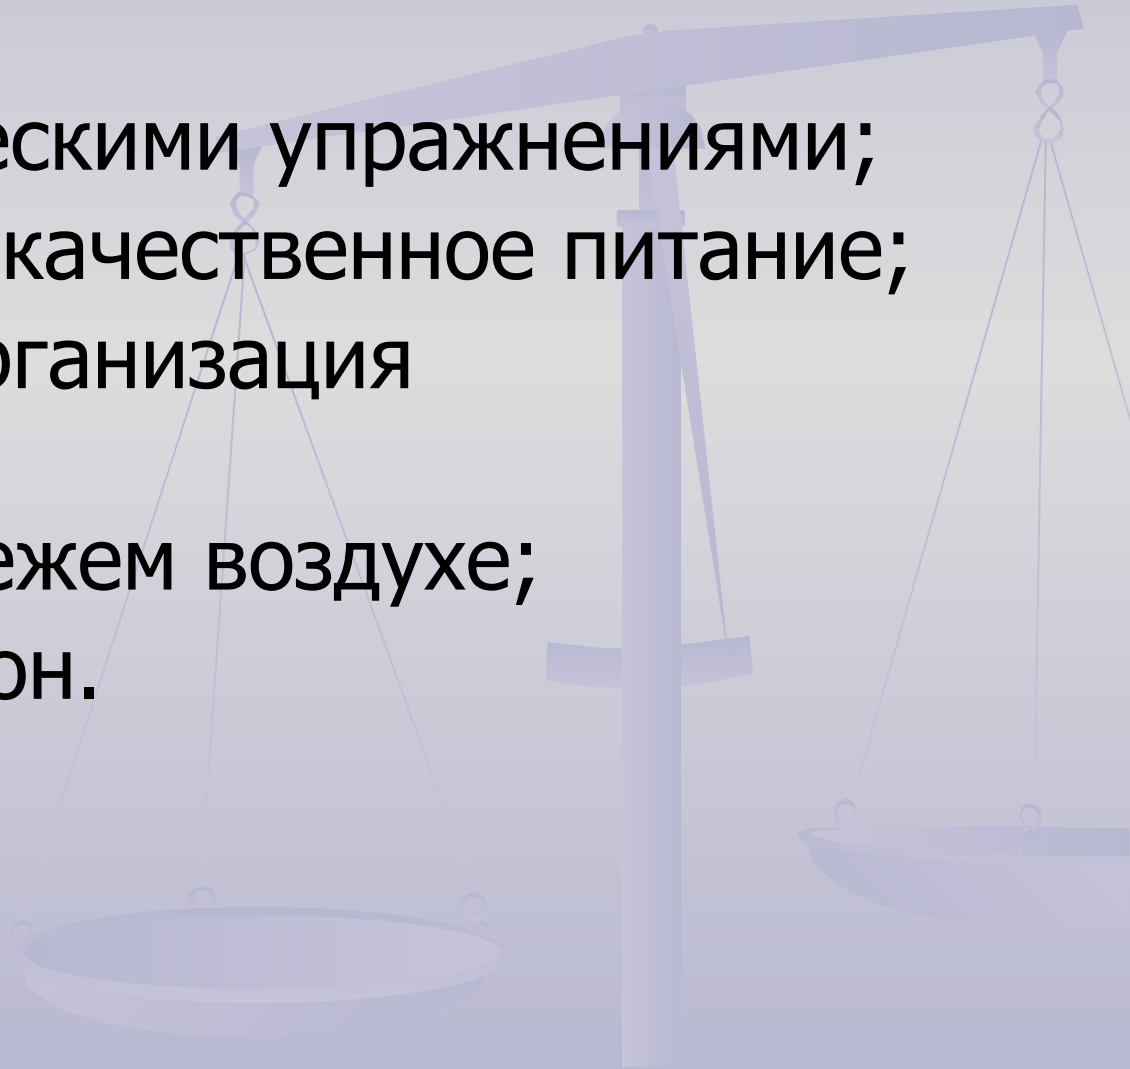 ескими упражнениями;
качественное питание;
рганизация
ежем воздухе;
он.